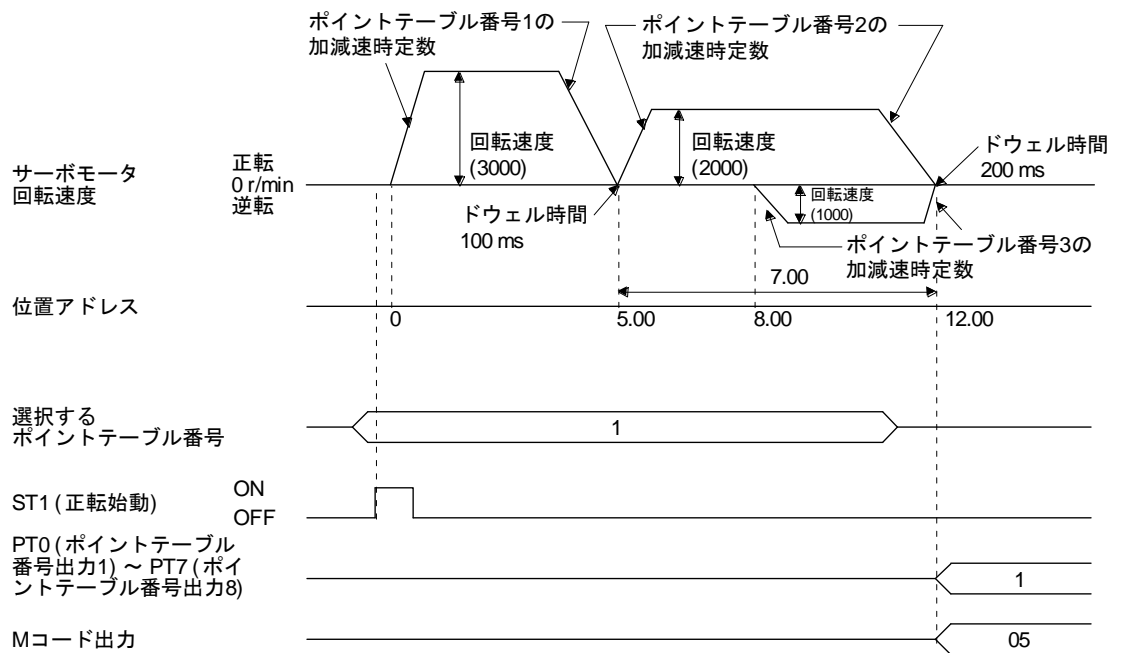 ポイントテーブル番号1の
加減速時定数
ポイントテーブル番号2の
加減速時定数
サーボモータ
回転速度
正転
0 r/min
逆転
回転速度
(3000)
回転速度
(2000)
ドウェル時間
200 ms
ドウェル時間
100 ms
回転速度
(1000)
ポイントテーブル番号3の
加減速時定数
7.00
位置アドレス
0
5.00
8.00
12.00
選択する
ポイントテーブル番号
1
ST1 (正転始動)
ON
OFF
PT0 (ポイントテーブル
番号出力1) ～ PT7 (ポイ
ントテーブル番号出力8)
1
Mコード出力
05